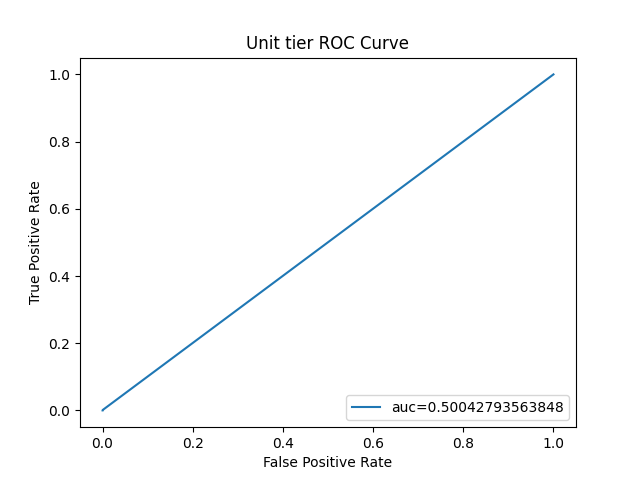 Unit tier ROC Curve
True Positive Rate
1.0
0.8
0.6
0.4
0.2
0.0
auc=0.50042793563848
0.0 0.2 0.4 0.6 0.8 1.0
False Positive Rate